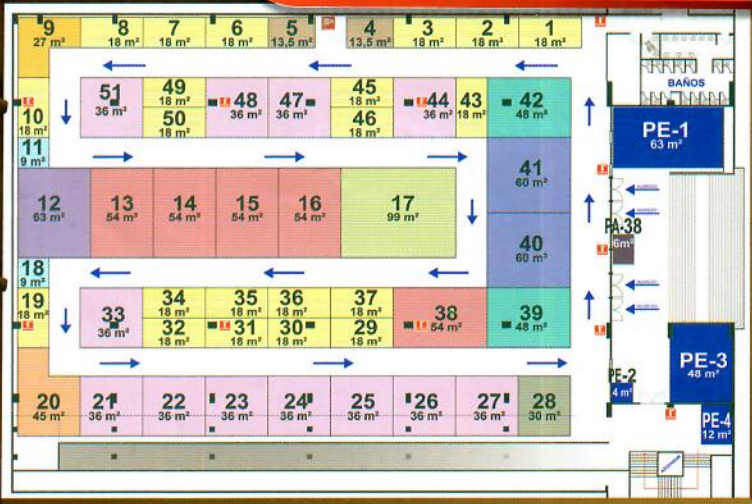 9
27 m²
8
18 m²
7
18 m²
6
18 m²
5
13,5 m²
4
13,5 m²
3
18 m²
2
18 m²
1
18 m²
BAÑOS
10
18 m²
51
36 m²
49
18 m²
50
18 m²
48
36 m²
47
36 m²
45
18 m²
46
18 m²
44
36 m²
43
18 m²
42
48 m²
PE-1
63 m²
11
9 m²
41
60 m²
12
63 m²
13
54 m²
14
54 m²
15
54 m²
16
54 m²
17
99 m²
PA-38
6m²
40
60 m²
18
9 m²
19
18 m²
33
36 m²
34
18 m²
35
18 m²
36
18 m²
37
18 m²
32
18 m²
31
18 m²
30
18 m²
29
18 m²
38
54 m²
39
48 m²
PE-3
48 m²
PE-2
4 m²
20
45 m²
21
36 m²
22
36 m²
23
36 m²
24
36 m²
25
36 m²
26
36 m²
27
36 m²
28
30 m²
PE-4
12 m²